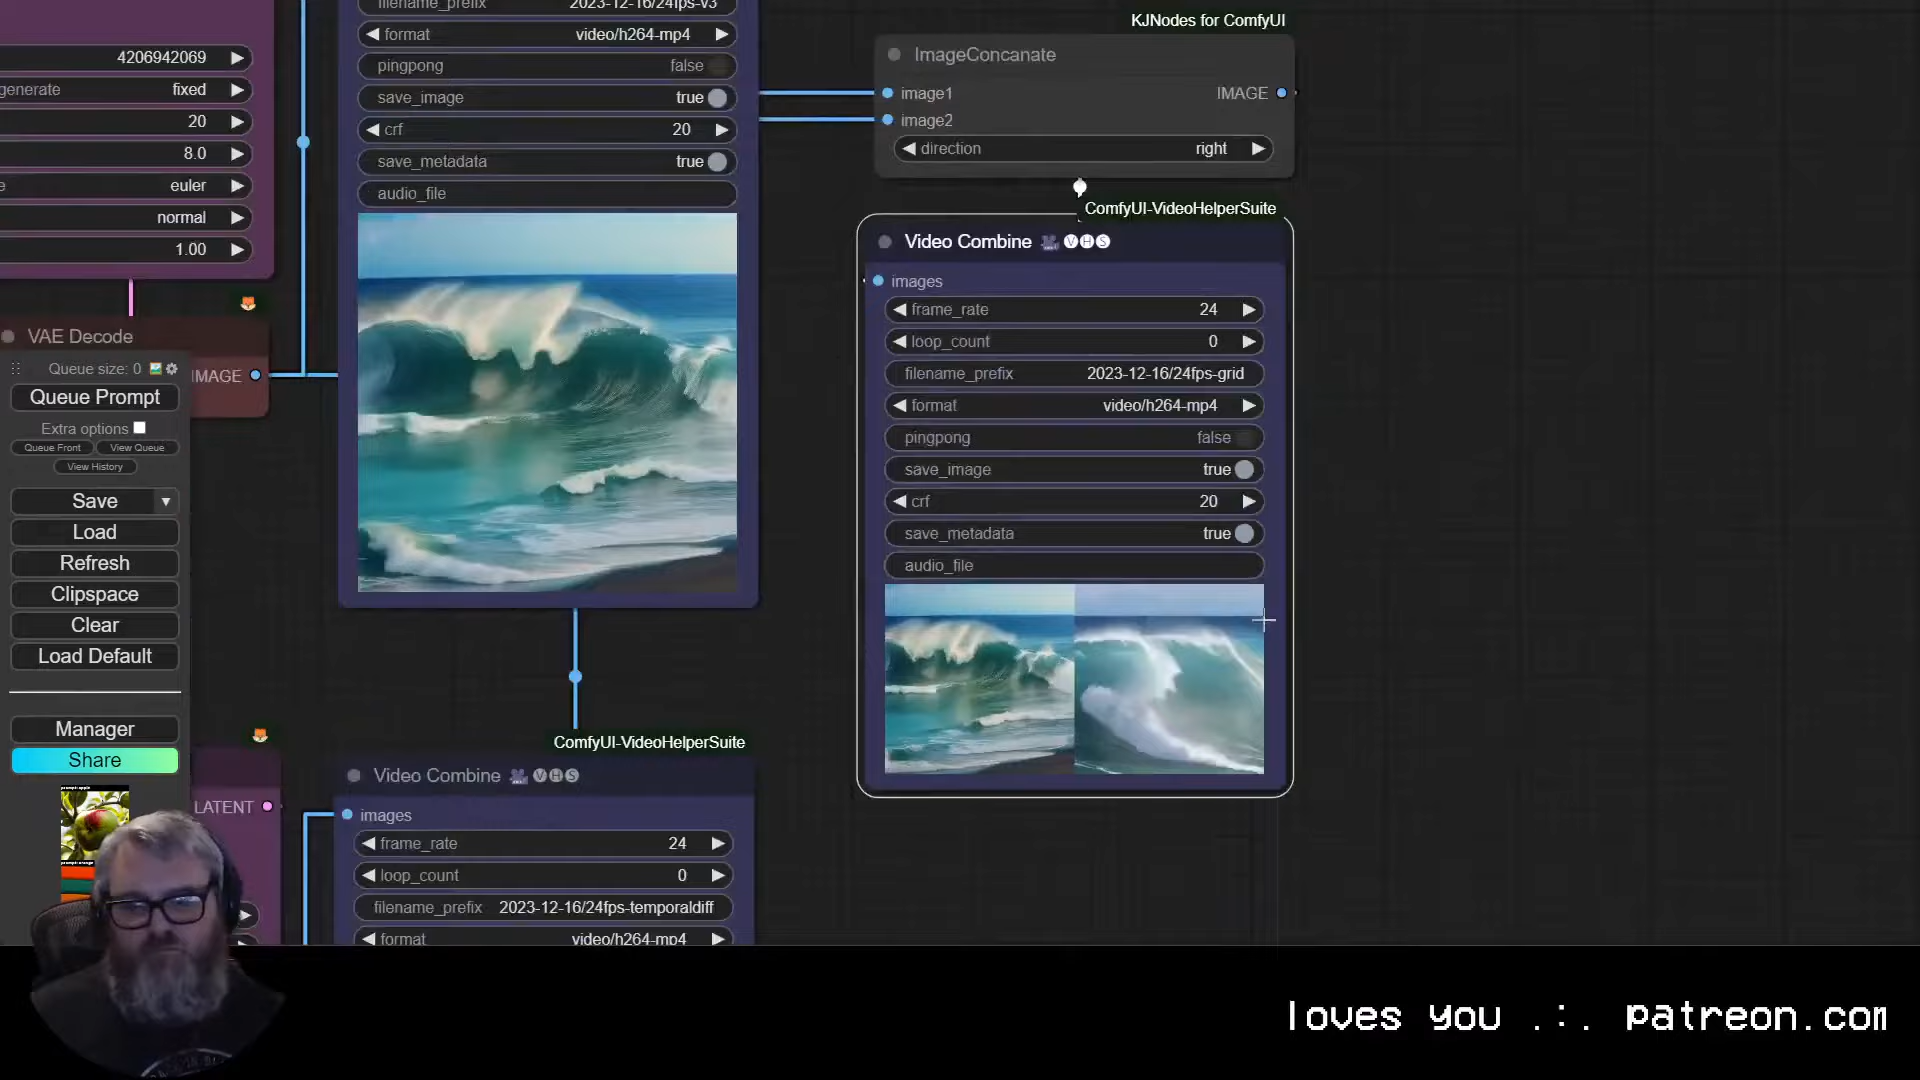 filename_prefix 2023-12-16/24fps-v3
format video/h264-mp4
pingpong false
save_image true
crf 20
save_metadata true
audio_file
4206942069
generate fixed
20
8.0
euler
normal
1.00
KJNodes for ComfyUI
ImageConcanate
image1 IMAGE
image2
direction right
ComfyUI-VideoHelperSuite
Video Combine VHS
images
frame_rate 24
loop_count 0
filename_prefix 2023-12-16/24fps-grid
format video/h264-mp4
pingpong false
save_image true
crf 20
save_metadata true
audio_file
VAE Decode
IMAGE
Queue size: 0
Queue Prompt
Extra options
Queue Front View Queue
View History
Save
Load
Refresh
Clipspace
Clear
Load Default
Manager
Share
LATENT
ComfyUI-VideoHelperSuite
Video Combine VHS
images
frame_rate 24
loop_count 0
filename_prefix 2023-12-16/24fps-temporaldiff
format video/h264-mp4
loves you .:. patreon.com